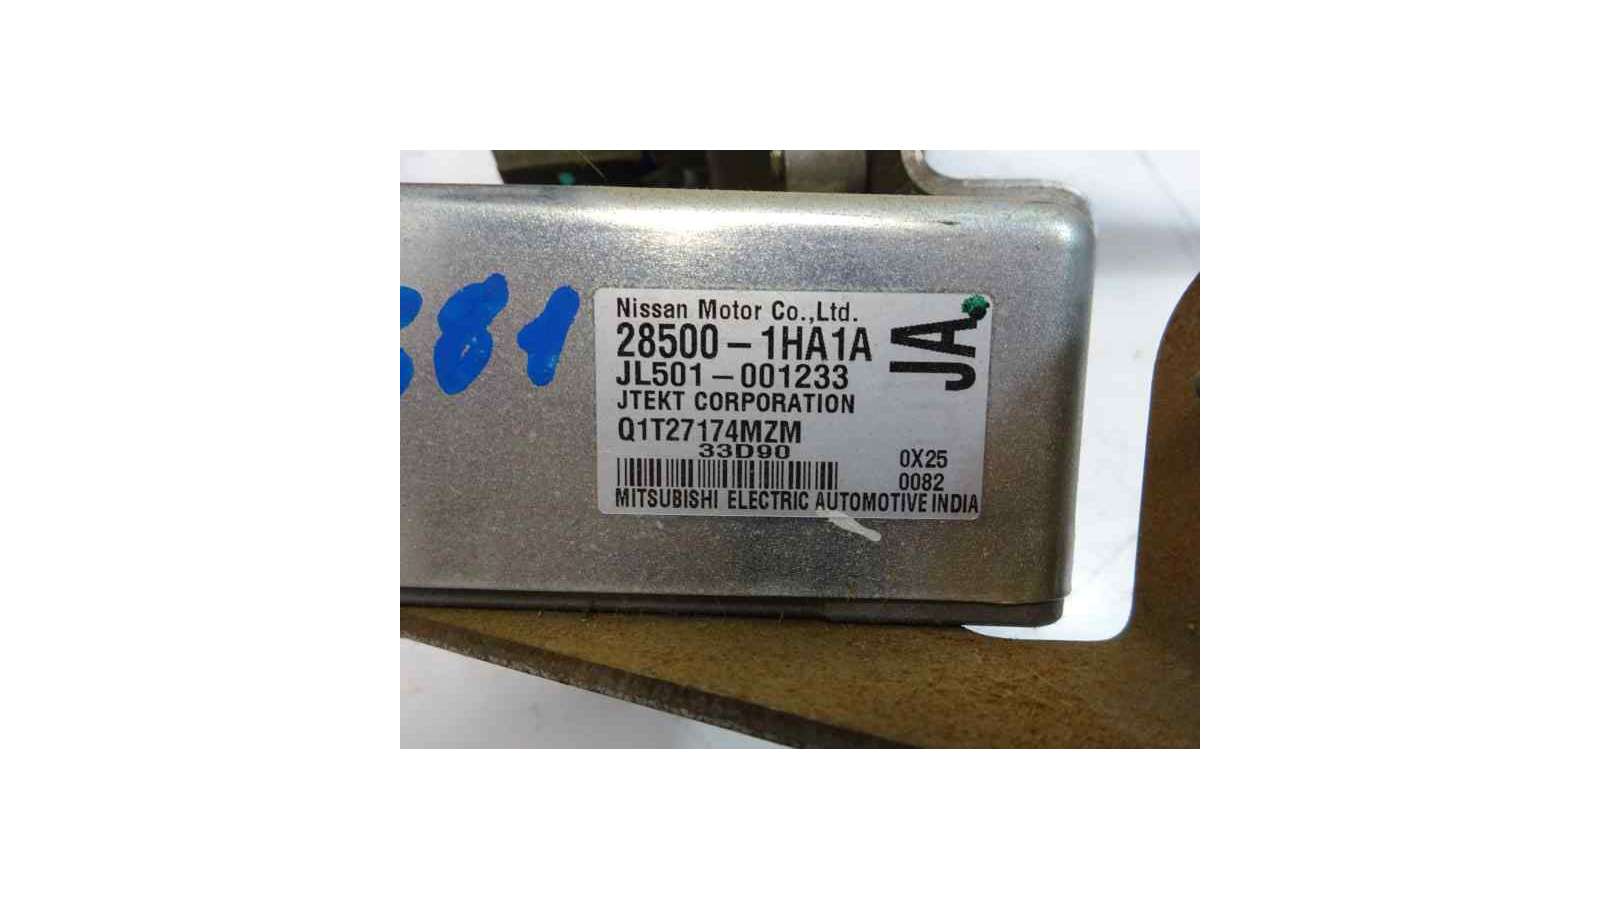 Nissan Motor Co.,Ltd.
28500-1HA1A
JA
JL501-001233
JTEKT CORPORATION
Q1T27174MZM
33D90
0X25
0082
MITSUBISHI ELECTRIC AUTOMOTIVE INDIA
881